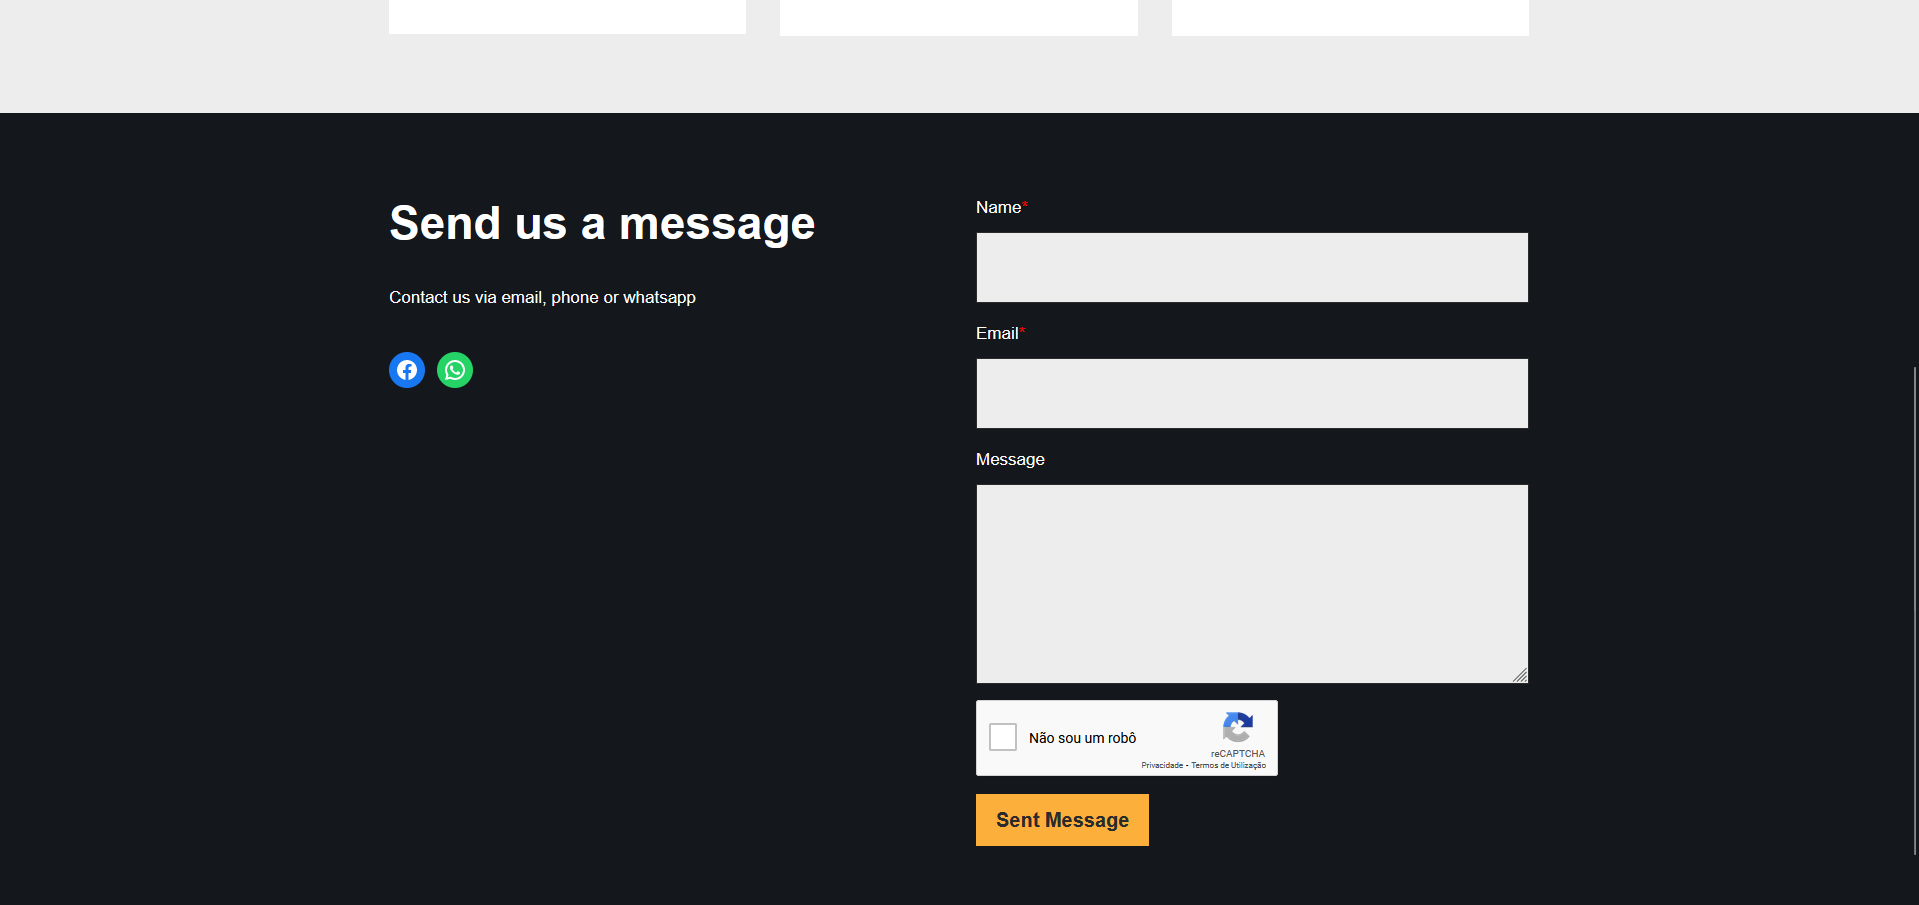 Send us a message
Contact us via email, phone or whatsapp
Name*
Email*
Message
Não sou um robô
reCAPTCHA
Privacidade - Termos de Utilização
Sent Message